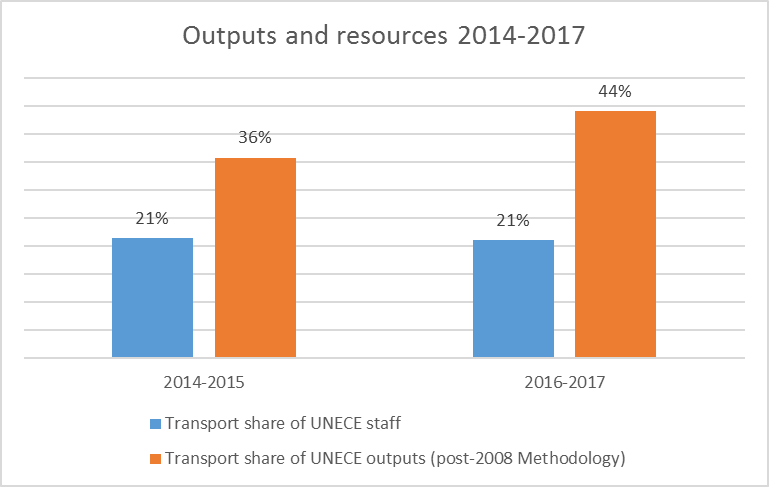 Outputs and resources 2014-2017
44%
36%
21%
21%
2014-2015
2016-2017
Transport share of UNECE staff
Transport share of UNECE outputs (post-2008 Methodology)